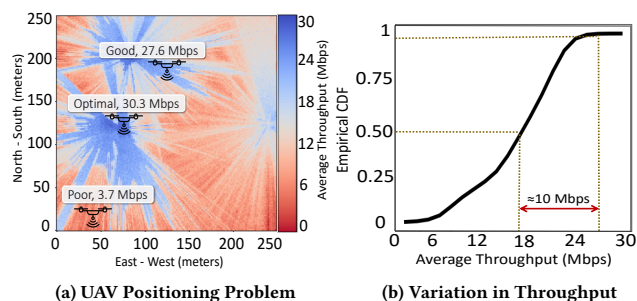 250
200
150
100
50
0
North - South (meters)
Good, 27.6 Mbps
Optimal, 30.3 Mbps
Poor, 3.7 Mbps
0 50 100 150 200 250
East - West (meters)
30
24
18
12
6
0
Average Throughput (Mbps)
(a) UAV Positioning Problem
1
0.75
0.50
0.25
0
Empirical CDF
≈10 Mbps
0 6 12 18 24 30
Average Throughput (Mbps)
(b) Variation in Throughput